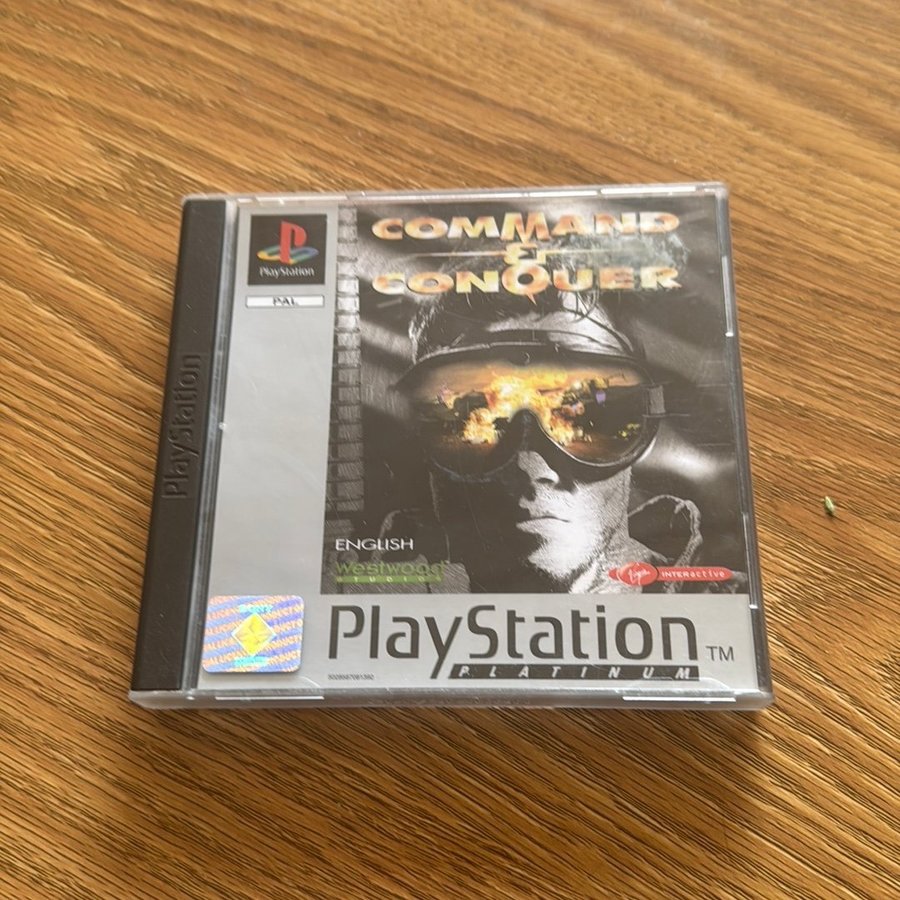 COMMAND
&
CONQUER
PlayStation
PAL
PlayStation
ENGLISH
Westwood
STUDIOS
Virgin INTERactive
PlayStation TM
PLATINUM